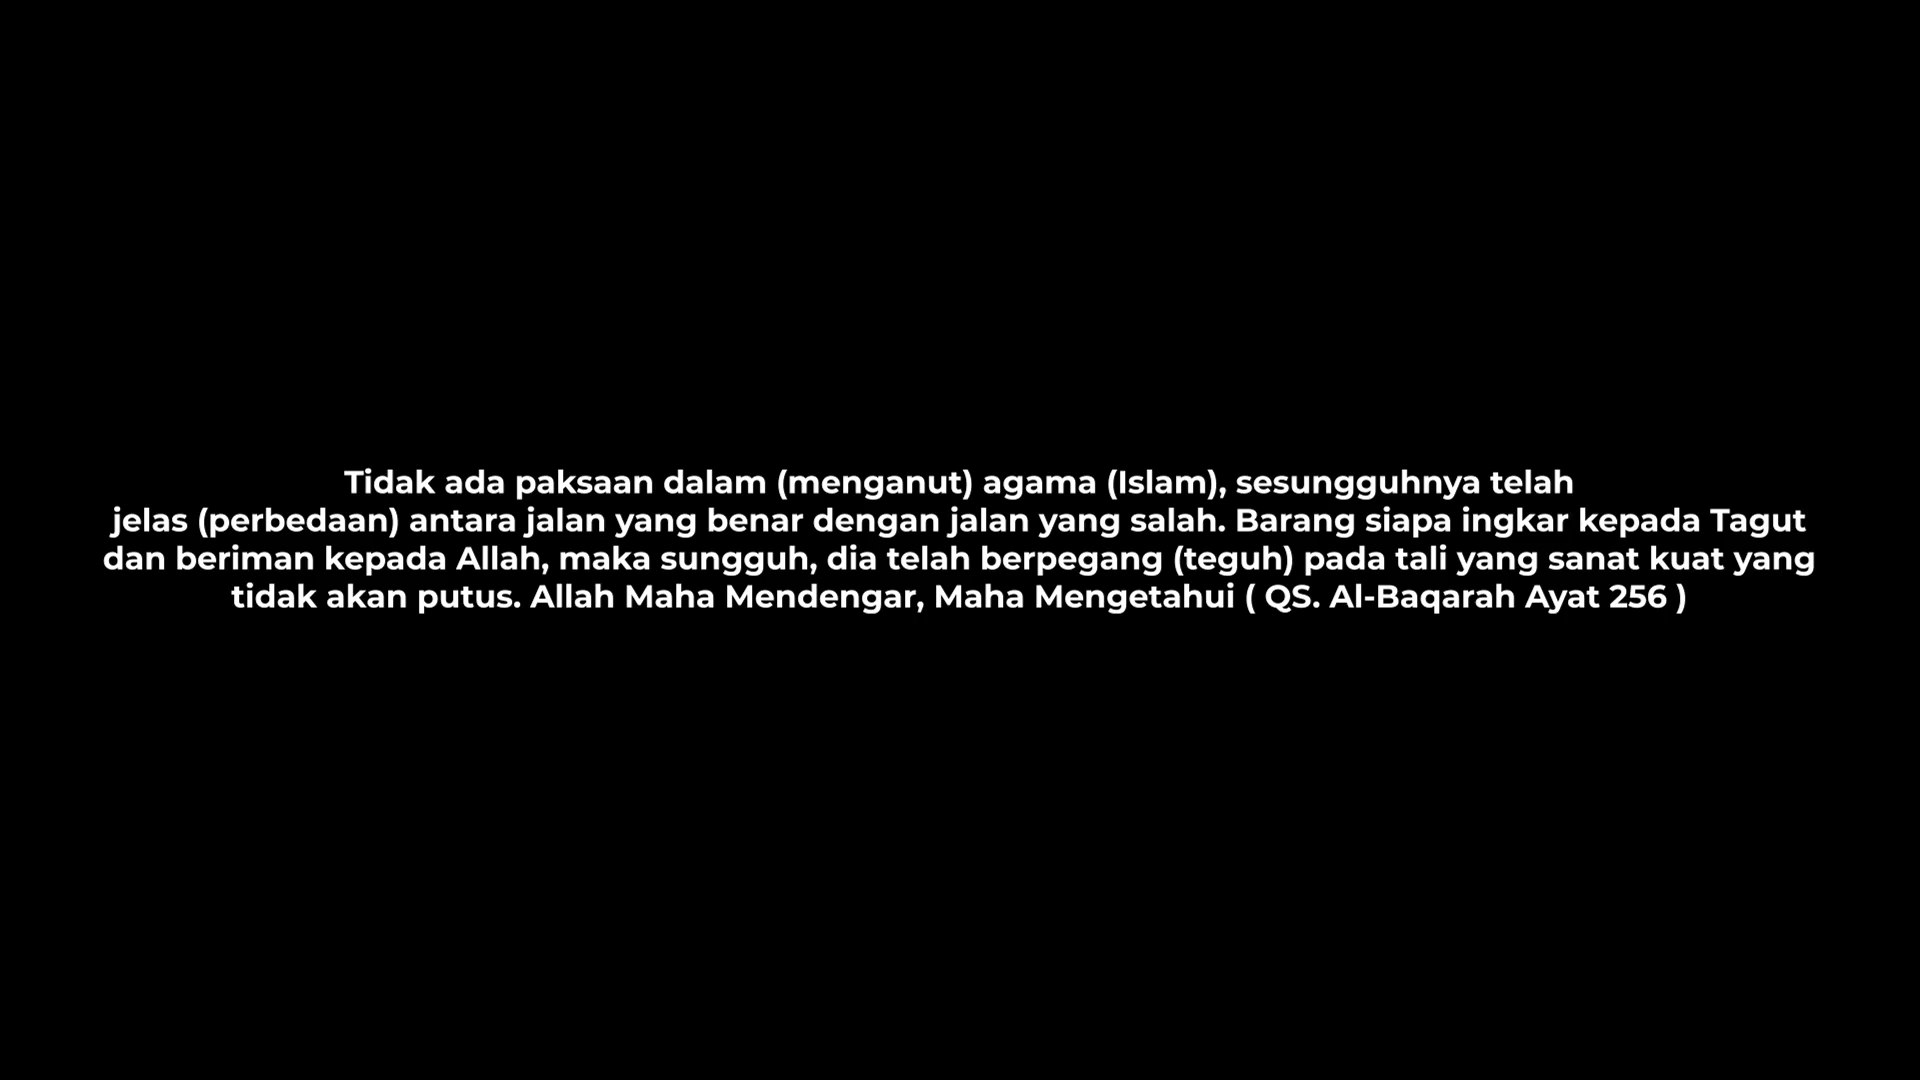 Tidak ada paksaan dalam (menganut) agama (Islam), sesungguhnya telah
jelas (perbedaan) antara jalan yang benar dengan jalan yang salah. Barang siapa ingkar kepada Tagut
dan beriman kepada Allah, maka sungguh, dia telah berpegang (teguh) pada tali yang sanat kuat yang
tidak akan putus. Allah Maha Mendengar, Maha Mengetahui ( QS. Al-Baqarah Ayat 256 )